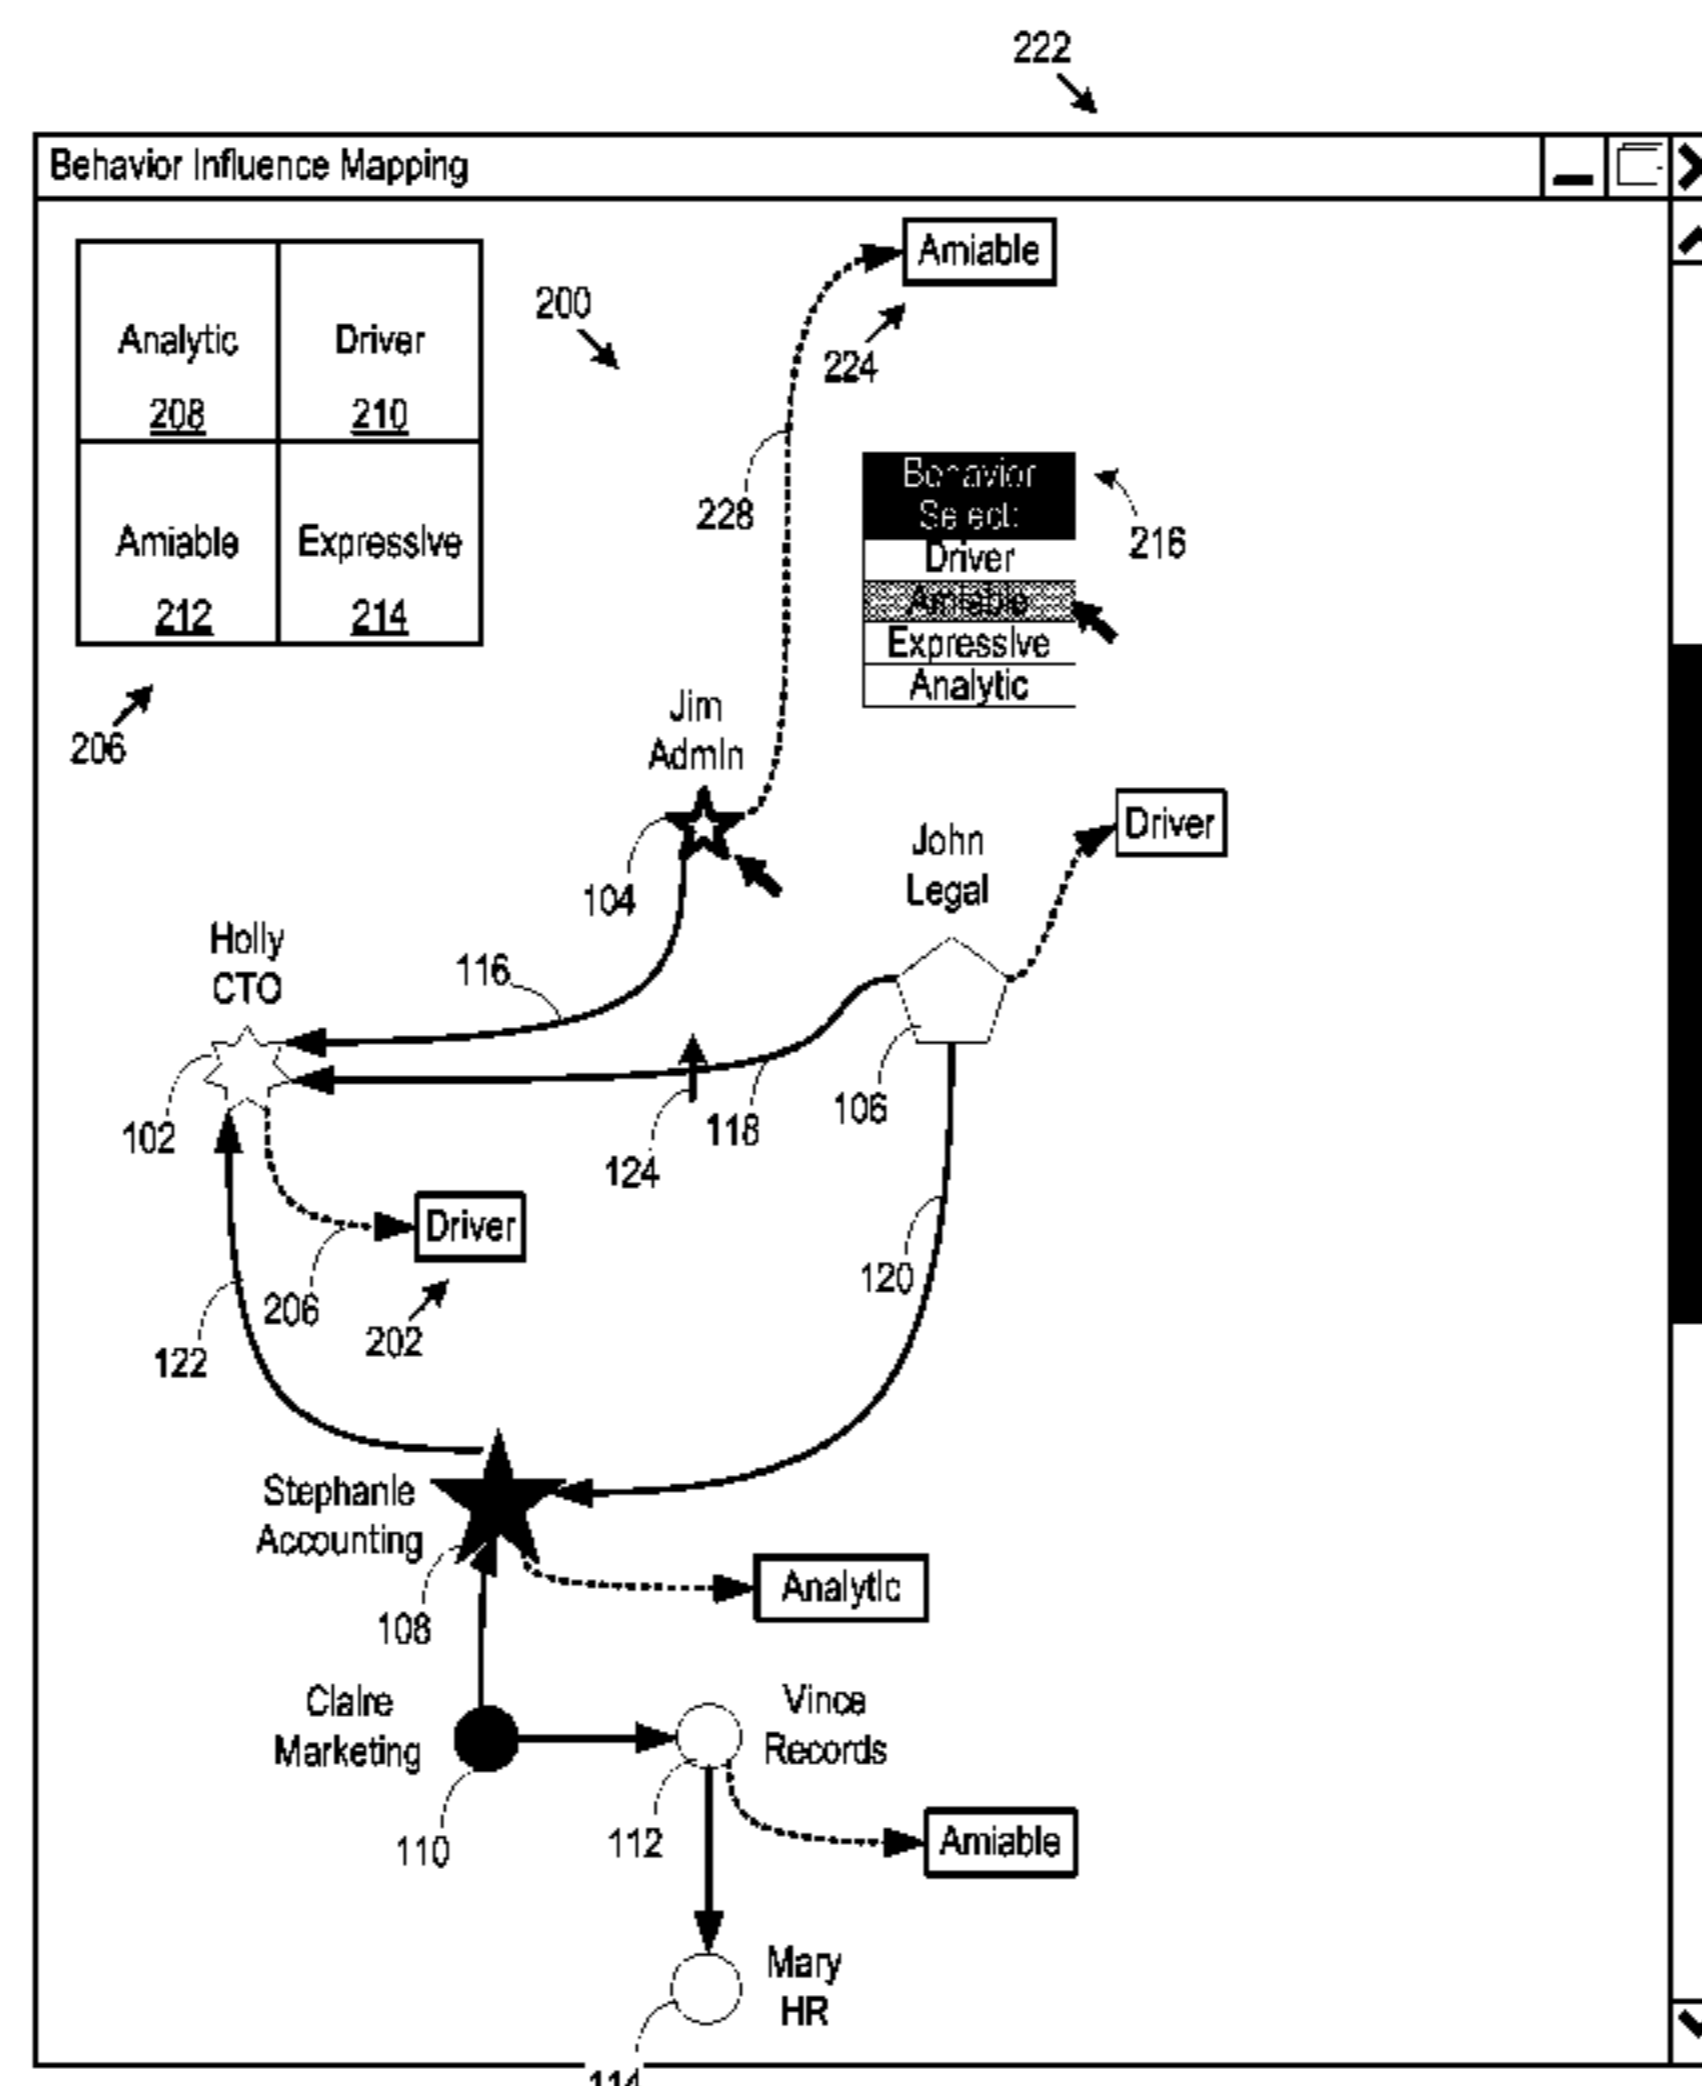 222
Behavior Influence Mapping
Amiable
200
224
Analytic
Driver
208
210
Amiable
Expressive
212
214
206
228
Behavior
Select:
Driver
Amiable
Expressive
Analytic
216
Jim
Admin
104
John
Legal
Driver
Holly
CTO
116
102
124
118
106
Driver
206
202
122
120
Stephanie
Accounting
108
Analytic
Claire
Marketing
110
Vince
Records
112
Amiable
Mary
HR
114